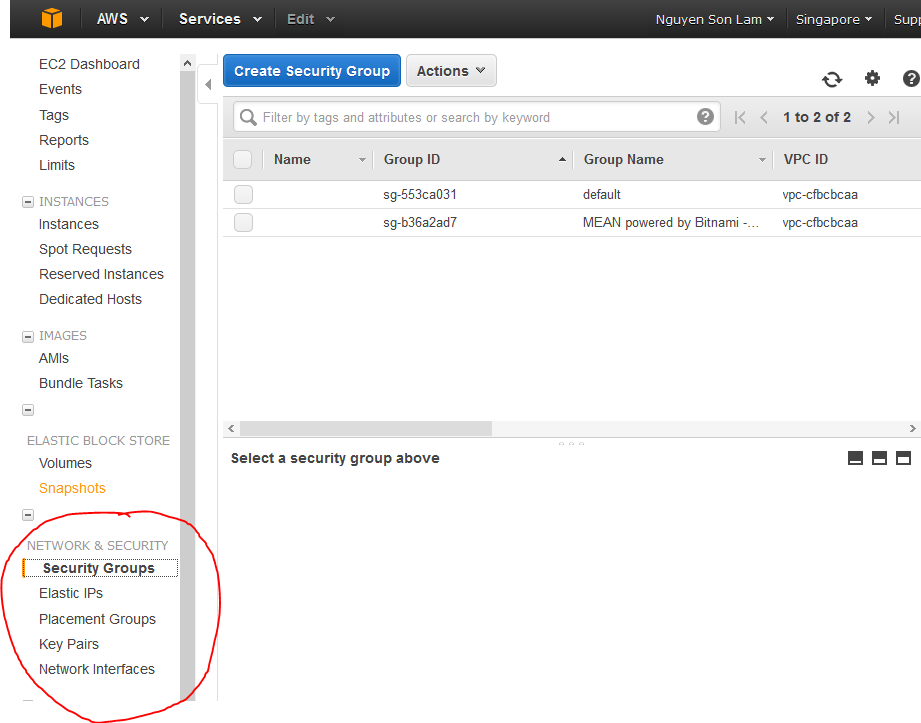 AWS Services Edit Nguyen Son Lam Singapore
EC2 Dashboard
Events
Tags
Reports
Limits
INSTANCES
Instances
Spot Requests
Reserved Instances
Dedicated Hosts
IMAGES
AMIs
Bundle Tasks
ELASTIC BLOCK STORE
Volumes
Snapshots
NETWORK & SECURITY
Security Groups
Elastic IPs
Placement Groups
Key Pairs
Network Interfaces
Create Security Group Actions
Filter by tags and attributes or search by keyword 1 to 2 of 2
Name Group ID Group Name VPC ID
sg-553ca031 default vpc-cfbcbcaa
sg-b36a2ad7 MEAN powered by Bitnami -... vpc-cfbcbcaa
Select a security group above